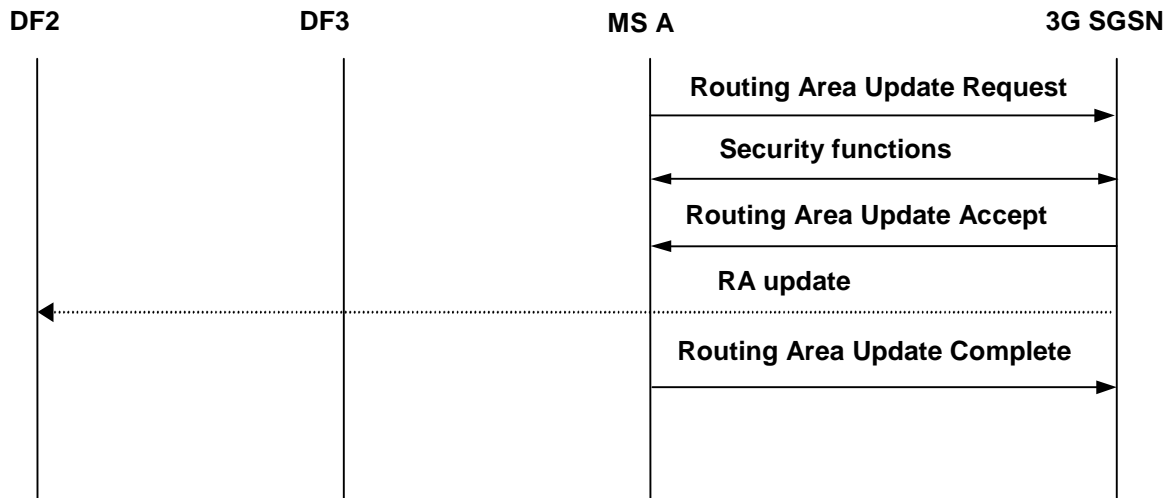 DF2
DF3
MS A
3G SGSN
Routing Area Update Request
Security functions
Routing Area Update Accept
RA update
Routing Area Update Complete